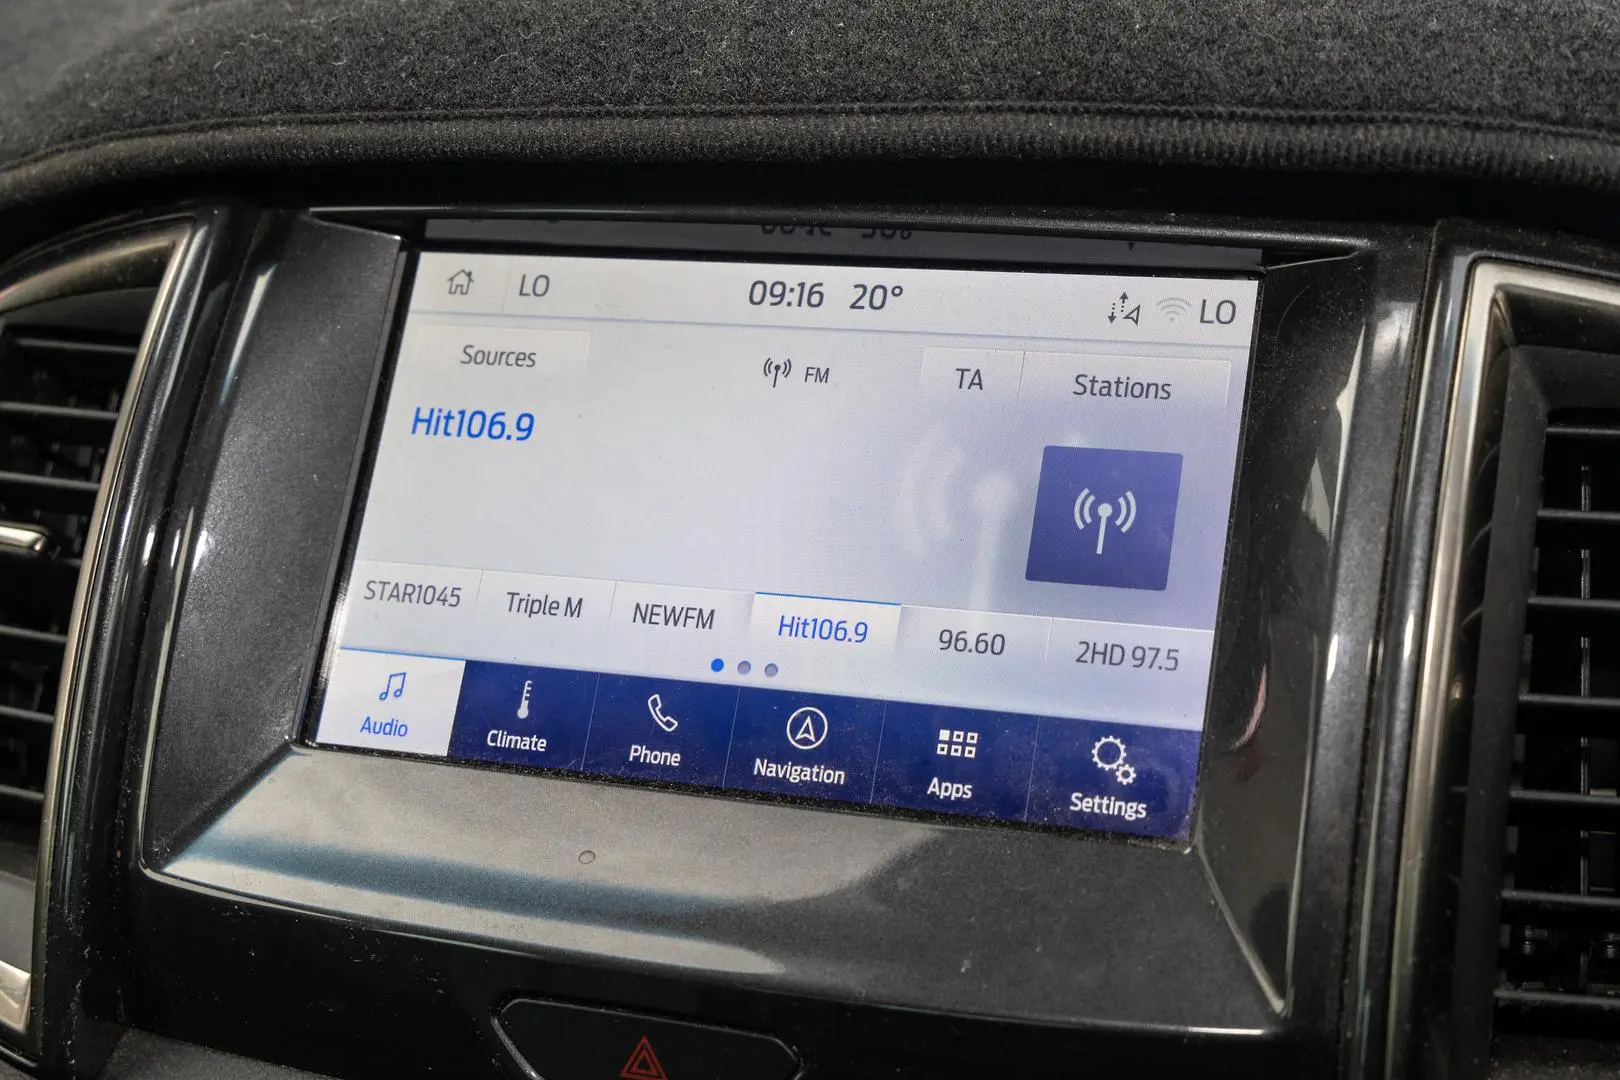 LO 09:16 20° LO
Sources FM TA Stations
Hit106.9
STAR1045 Triple M NEWFM Hit106.9 96.60 2HD 97.5
Audio Climate Phone Navigation Apps Settings